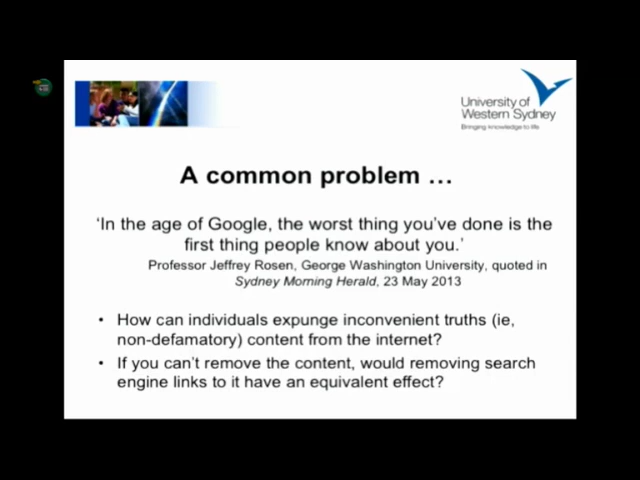 University of
Western Sydney
Bringing knowledge to life
A common problem …
‘In the age of Google, the worst thing you’ve done is the
first thing people know about you.’
Professor Jeffrey Rosen, George Washington University, quoted in
Sydney Morning Herald, 23 May 2013
• How can individuals expunge inconvenient truths (ie,
non-defamatory) content from the internet?
• If you can’t remove the content, would removing search
engine links to it have an equivalent effect?